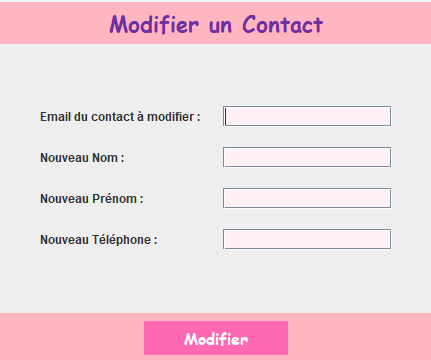 Modifier un Contact
Email du contact à modifier :
Nouveau Nom :
Nouveau Prénom :
Nouveau Téléphone :
Modifier